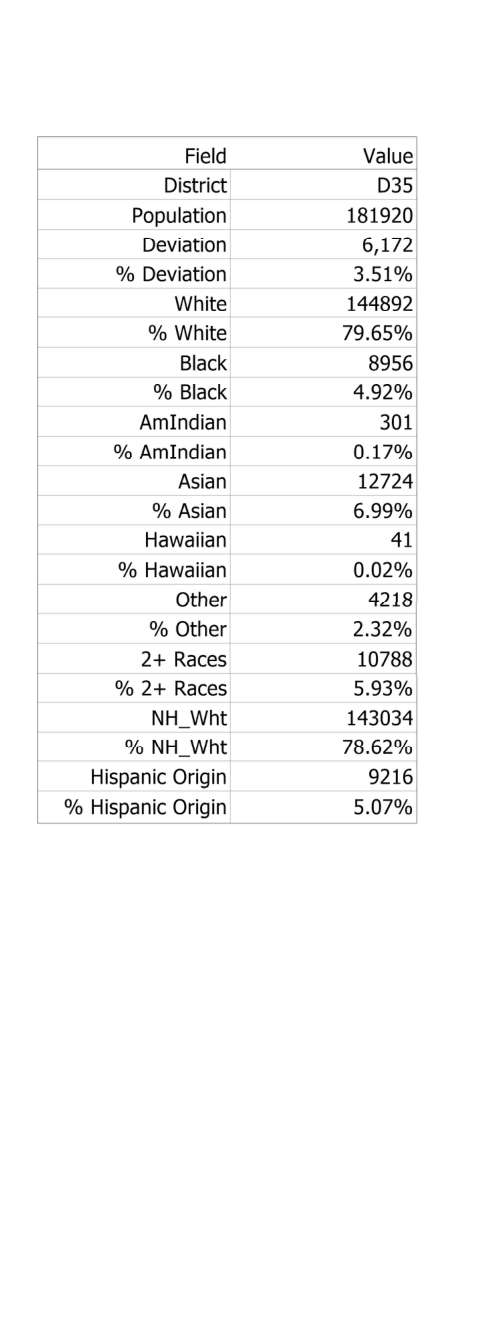 Field Value
District D35
Population 181920
Deviation 6,172
% Deviation 3.51%
White 144892
% White 79.65%
Black 8956
% Black 4.92%
AmIndian 301
% AmIndian 0.17%
Asian 12724
% Asian 6.99%
Hawaiian 41
% Hawaiian 0.02%
Other 4218
% Other 2.32%
2+ Races 10788
% 2+ Races 5.93%
NH_Wht 143034
% NH_Wht 78.62%
Hispanic Origin 9216
% Hispanic Origin 5.07%